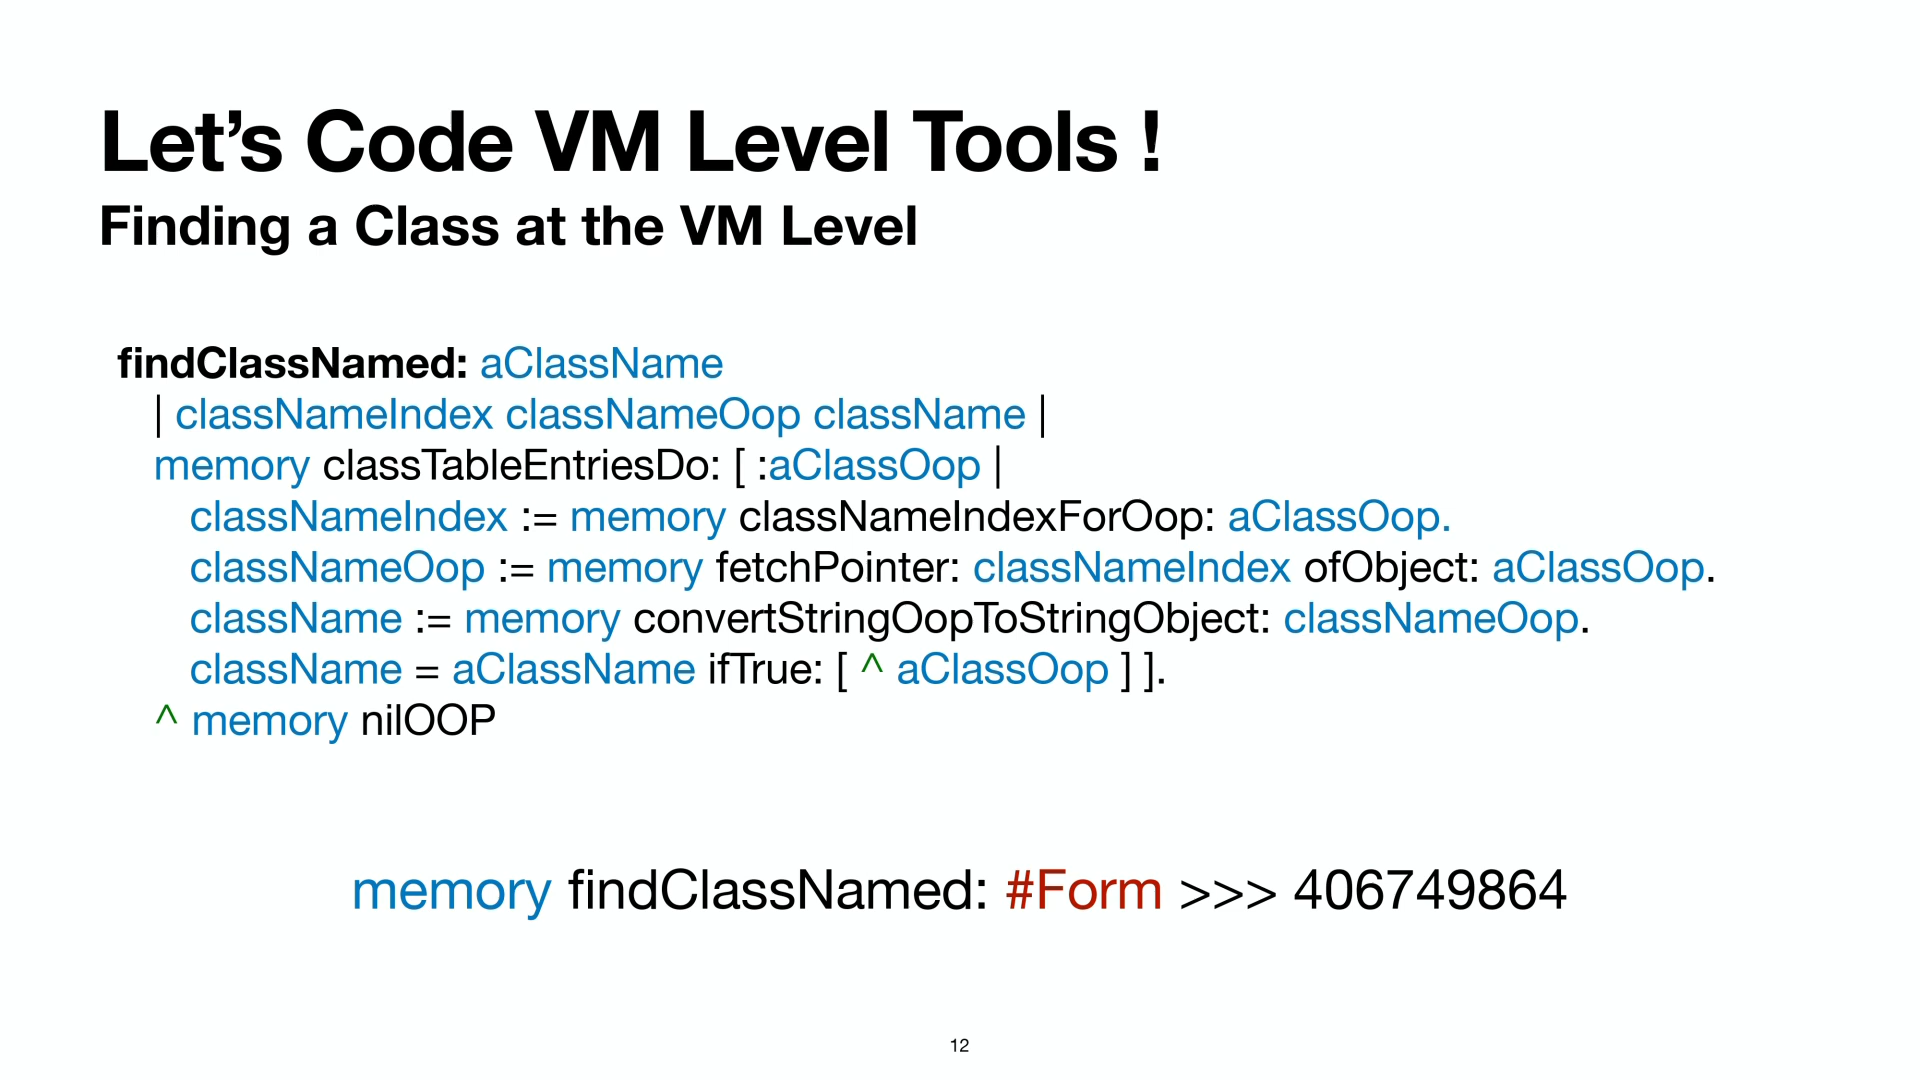 Let’s Code VM Level Tools !
Finding a Class at the VM Level
findClassNamed: aClassName
| classNameIndex classNameOop className |
memory classTableEntriesDo: [ :aClassOop |
classNameIndex := memory classNameIndexForOop: aClassOop.
classNameOop := memory fetchPointer: classNameIndex ofObject: aClassOop.
className := memory convertStringOopToStringObject: classNameOop.
className = aClassName ifTrue: [ ^ aClassOop ] ].
^ memory nilOOP
memory findClassNamed: #Form >>> 406749864
12